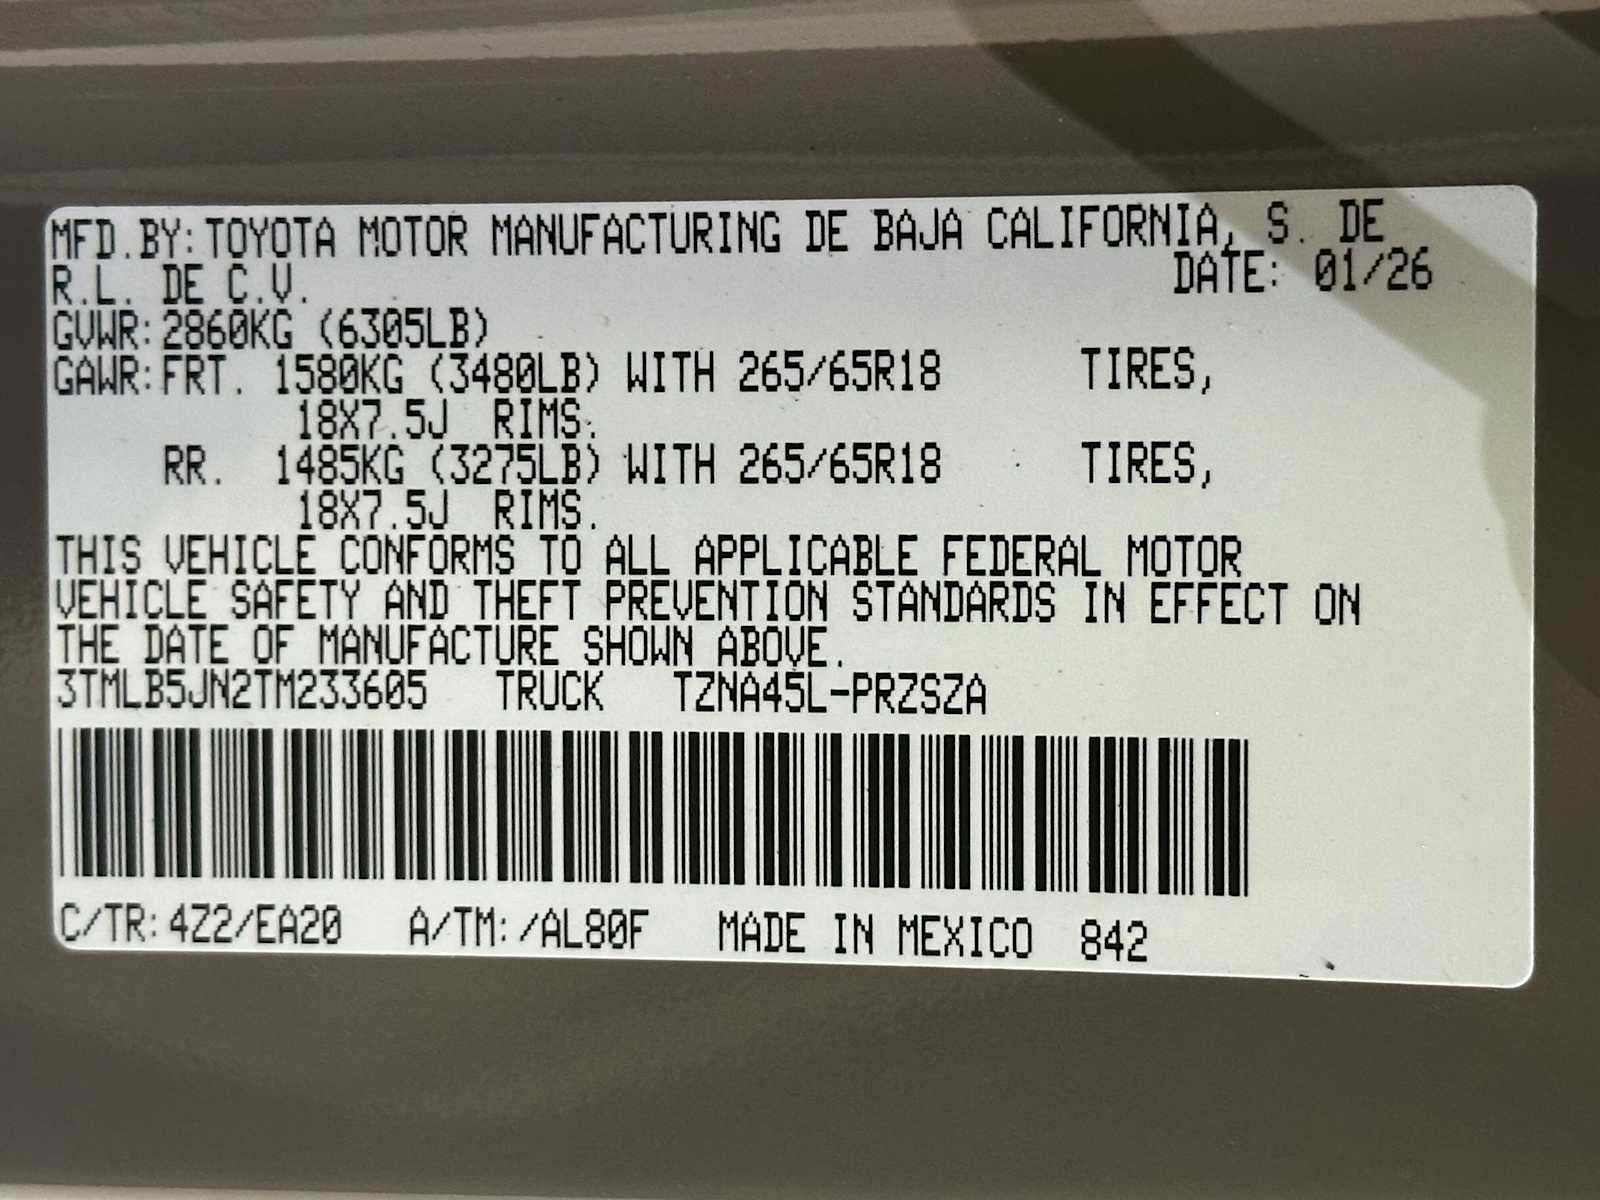 MFD.BY:TOYOTA MOTOR MANUFACTURING DE BAJA CALIFORNIA, S. DE
R.L. DE C.V. DATE: 01/26
GVWR:2860KG (6305LB)
GAWR:FRT. 1580KG (3480LB) WITH 265/65R18 TIRES,
18X7.5J RIMS.
RR. 1485KG (3275LB) WITH 265/65R18 TIRES,
18X7.5J RIMS.
THIS VEHICLE CONFORMS TO ALL APPLICABLE FEDERAL MOTOR
VEHICLE SAFETY AND THEFT PREVENTION STANDARDS IN EFFECT ON
THE DATE OF MANUFACTURE SHOWN ABOVE.
3TMLB5JN2TM233605 TRUCK TZNA45L-PRZSZA
C/TR:4Z2/EA20 A/TM:/AL80F MADE IN MEXICO 842